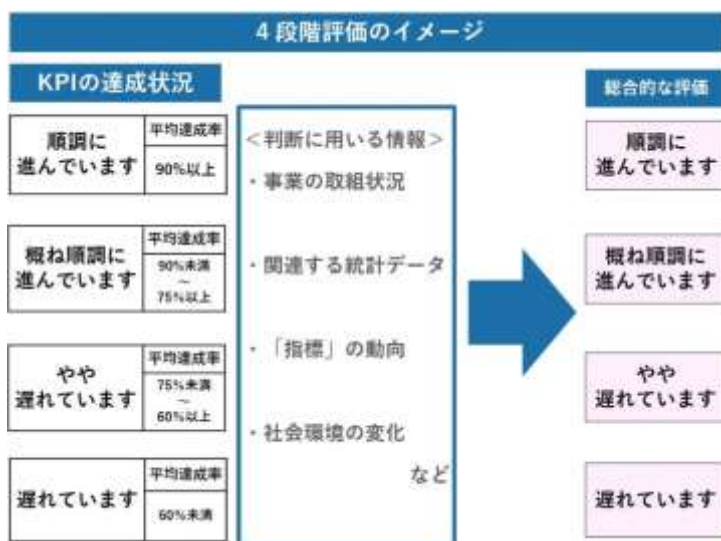 4段階評価のイメージ
KPIの達成状況
順調に
進んでいます
平均達成率
90%以上
概ね順調に
進んでいます
平均達成率
90%未満
~
75%以上
やや
遅れています
平均達成率
75%未満
~
60%以上
遅れています
平均達成率
60%未満
<判断に用いる情報>
・事業の取組状況
・関連する統計データ
・「指標」の動向
・社会環境の変化
など
総合的な評価
順調に
進んでいます
概ね順調に
進んでいます
やや
遅れています
遅れています